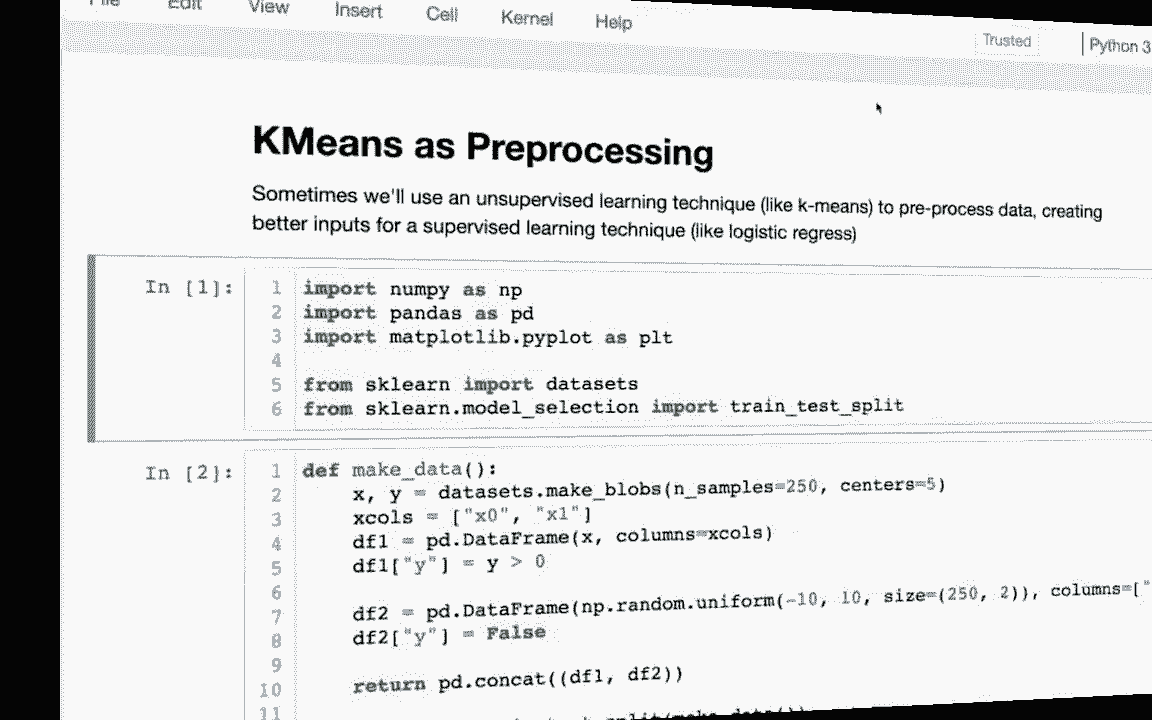 File Edit View Insert Cell Kernel Help
Trusted Python 3
KMeans as Preprocessing
Sometimes we'll use an unsupervised learning technique (like k-means) to pre-process data, creating
better inputs for a supervised learning technique (like logistic regress)
In [1]:
1 import numpy as np
2 import pandas as pd
3 import matplotlib.pyplot as plt
4
5 from sklearn import datasets
6 from sklearn.model_selection import train_test_split
In [2]:
1 def make_data():
2     x, y = datasets.make_blobs(n_samples=250, centers=5)
3     xcols = ["x0", "x1"]
4     df1 = pd.DataFrame(x, columns=xcols)
5     df1["y"] = y > 0
6
7     df2 = pd.DataFrame(np.random.uniform(-10, 10, size=(250, 2)), columns=["
8     df2["y"] = False
9
10     return pd.concat((df1, df2))
11